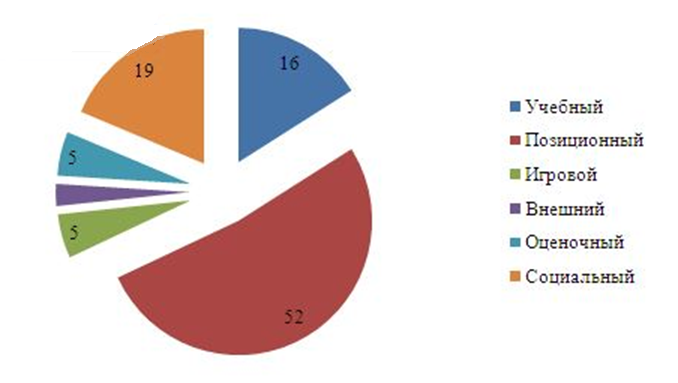 19
16
5
5
52
Учебный
Позиционный
Игровой
Внешний
Оценочный
Социальный